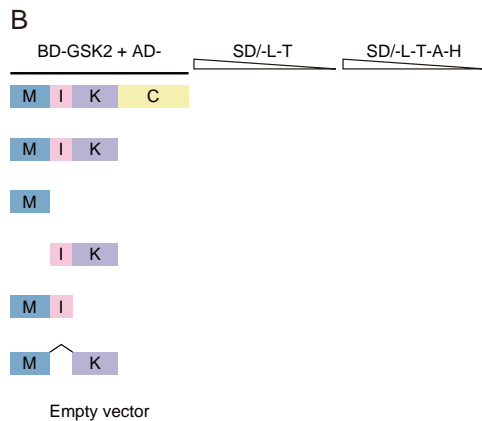 B
BD-GSK2 + AD- SD/-L-T SD/-L-T-A-H
M I K C
M I K
M
I K
M I
M K
Empty vector